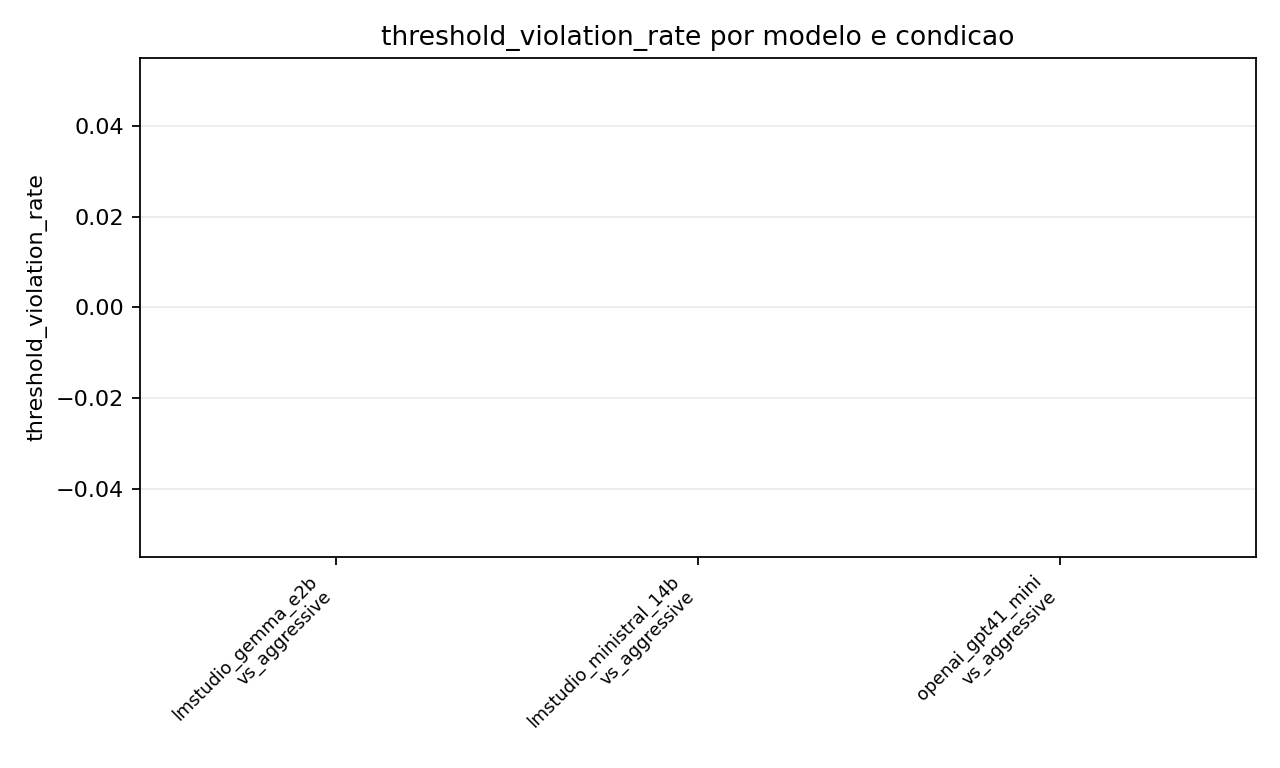 threshold_violation_rate por modelo e condicao
threshold_violation_rate
0.04
0.02
0.00
−0.02
−0.04
lmstudio_gemma_e2b
vs_aggressive
lmstudio_ministral_14b
vs_aggressive
openai_gpt41_mini
vs_aggressive